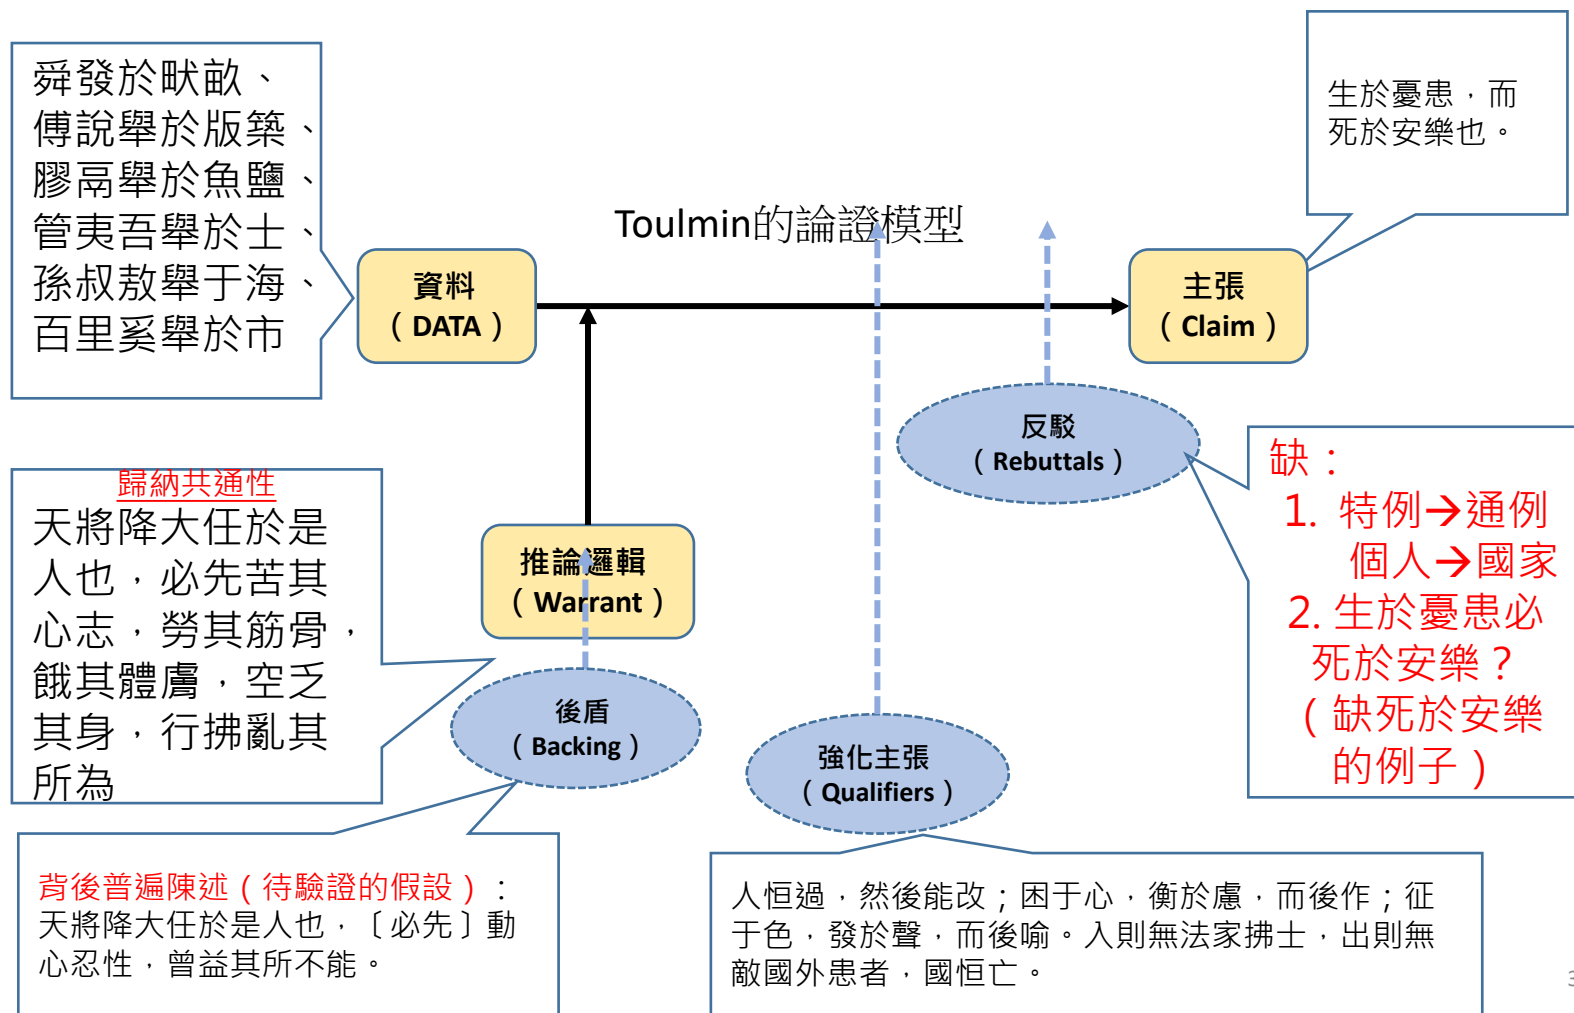 舜發於畎畝、
傅說舉於版築、
膠鬲舉於魚鹽、
管夷吾舉於士、
孫叔敖舉于海、
百里奚舉於市
生於憂患，而
死於安樂也。
Toulmin的論證模型
資料
（DATA）
主張
（Claim）
反駁
（Rebuttals）
缺：
1. 特例→通例
個人→國家
2. 生於憂患必
死於安樂？
（缺死於安樂
的例子）
歸納共通性
天將降大任於是
人也，必先苦其
心志，勞其筋骨，
餓其體膚，空乏
其身，行拂亂其
所為
推論邏輯
（Warrant）
後盾
（Backing）
強化主張
（Qualifiers）
背後普遍陳述（待驗證的假設）：
天將降大任於是人也，〔必先〕動
心忍性，曾益其所不能。
人恒過，然後能改；困于心，衡於慮，而後作；征
于色，發於聲，而後喻。入則無法家拂士，出則無
敵國外患者，國恒亡。